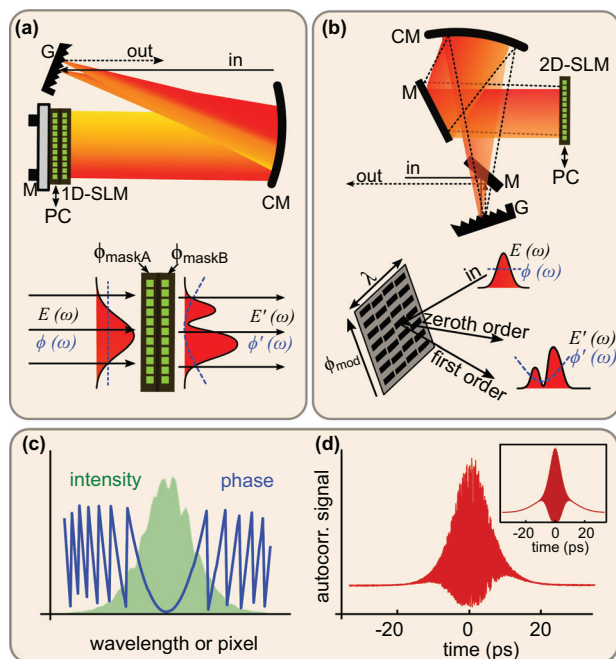 (a)
G
out
in
M
1D-SLM
PC
CM
ϕmaskA
ϕmaskB
E (ω)
ϕ (ω)
E' (ω)
ϕ' (ω)
(b)
CM
2D-SLM
M
PC
in
out
M
G
λ
ϕmod
in
E (ω)
ϕ (ω)
zeroth order
first order
E' (ω)
ϕ' (ω)
(c)
intensity
phase
wavelength or pixel
(d)
autocorr. signal
-20
0
20
time (ps)
-20
0
20
time (ps)